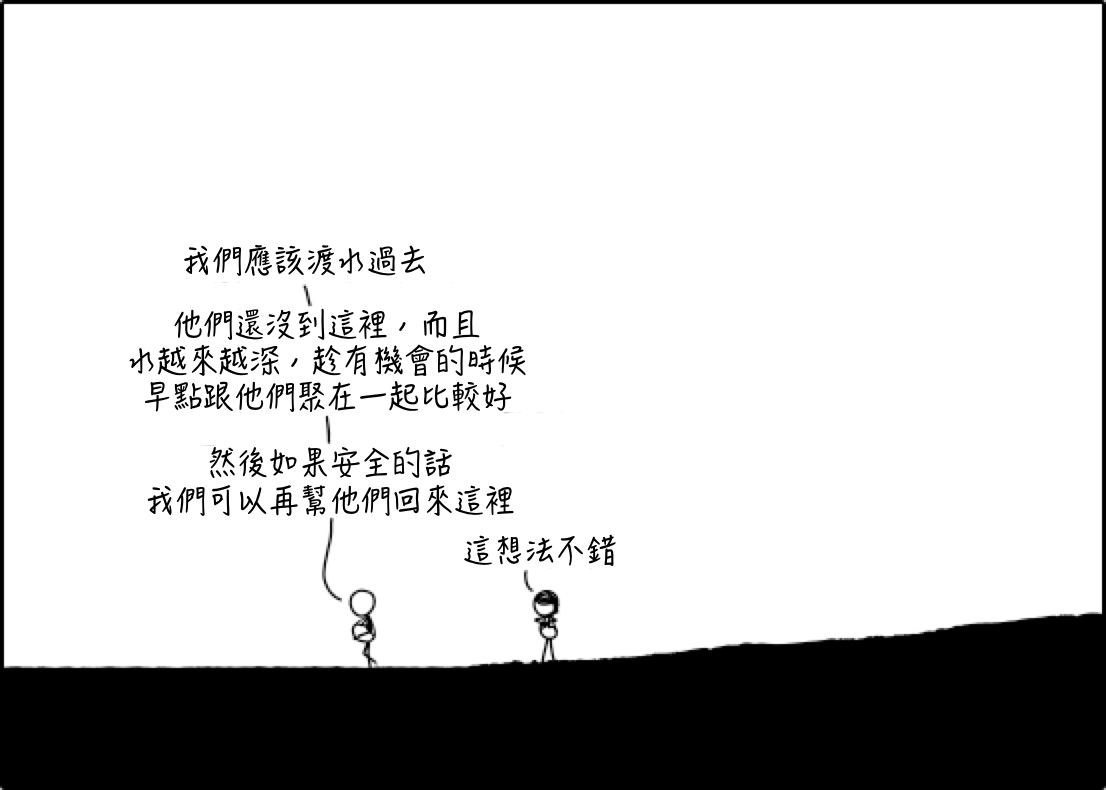 我們應該渡水過去
他們還沒到這裡，而且
水越來越深，趁有機會的時候
早點跟他們聚在一起比較好
然後如果安全的話
我們可以再幫他們回來這裡
這想法不錯